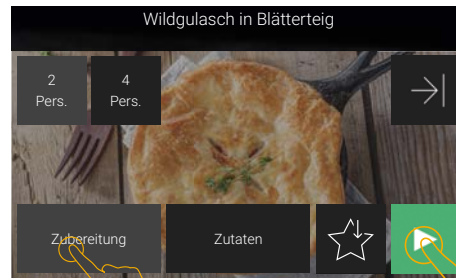 Wildgulasch in Blätterteig
2
Pers.
4
Pers.
Zubereitung
Zutaten